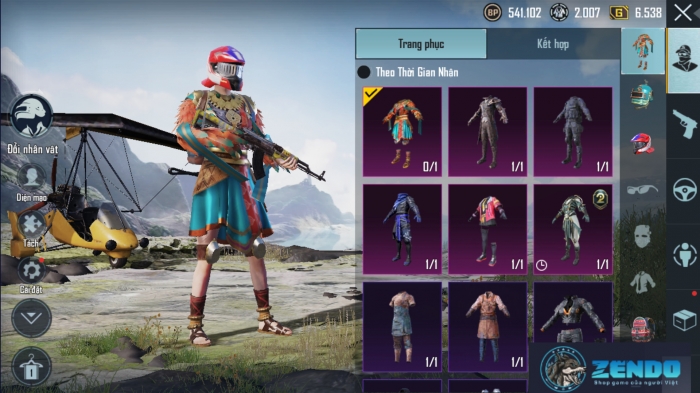 BP 541.102 2.007 G 6.538
Trang phục
Kết hợp
Theo Thời Gian Nhận
0/1
1/1
1/1
Đổi nhân vật
Diện mạo
Tách
Cài đặt
1/1
1/1
2
1/1
1/1
1/1
ZENDO
Shop game của người Việt